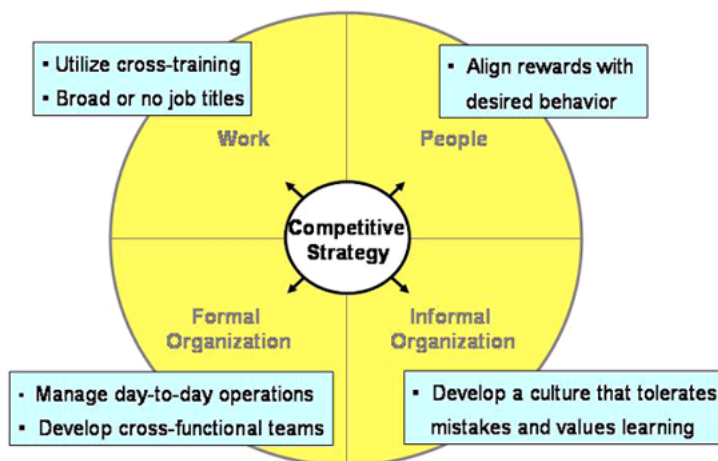 ▪ Utilize cross-training
▪ Broad or no job titles
▪ Align rewards with
desired behavior
Work
People
Competitive
Strategy
Formal
Organization
Informal
Organization
▪ Manage day-to-day operations
▪ Develop cross-functional teams
▪ Develop a culture that tolerates
mistakes and values learning